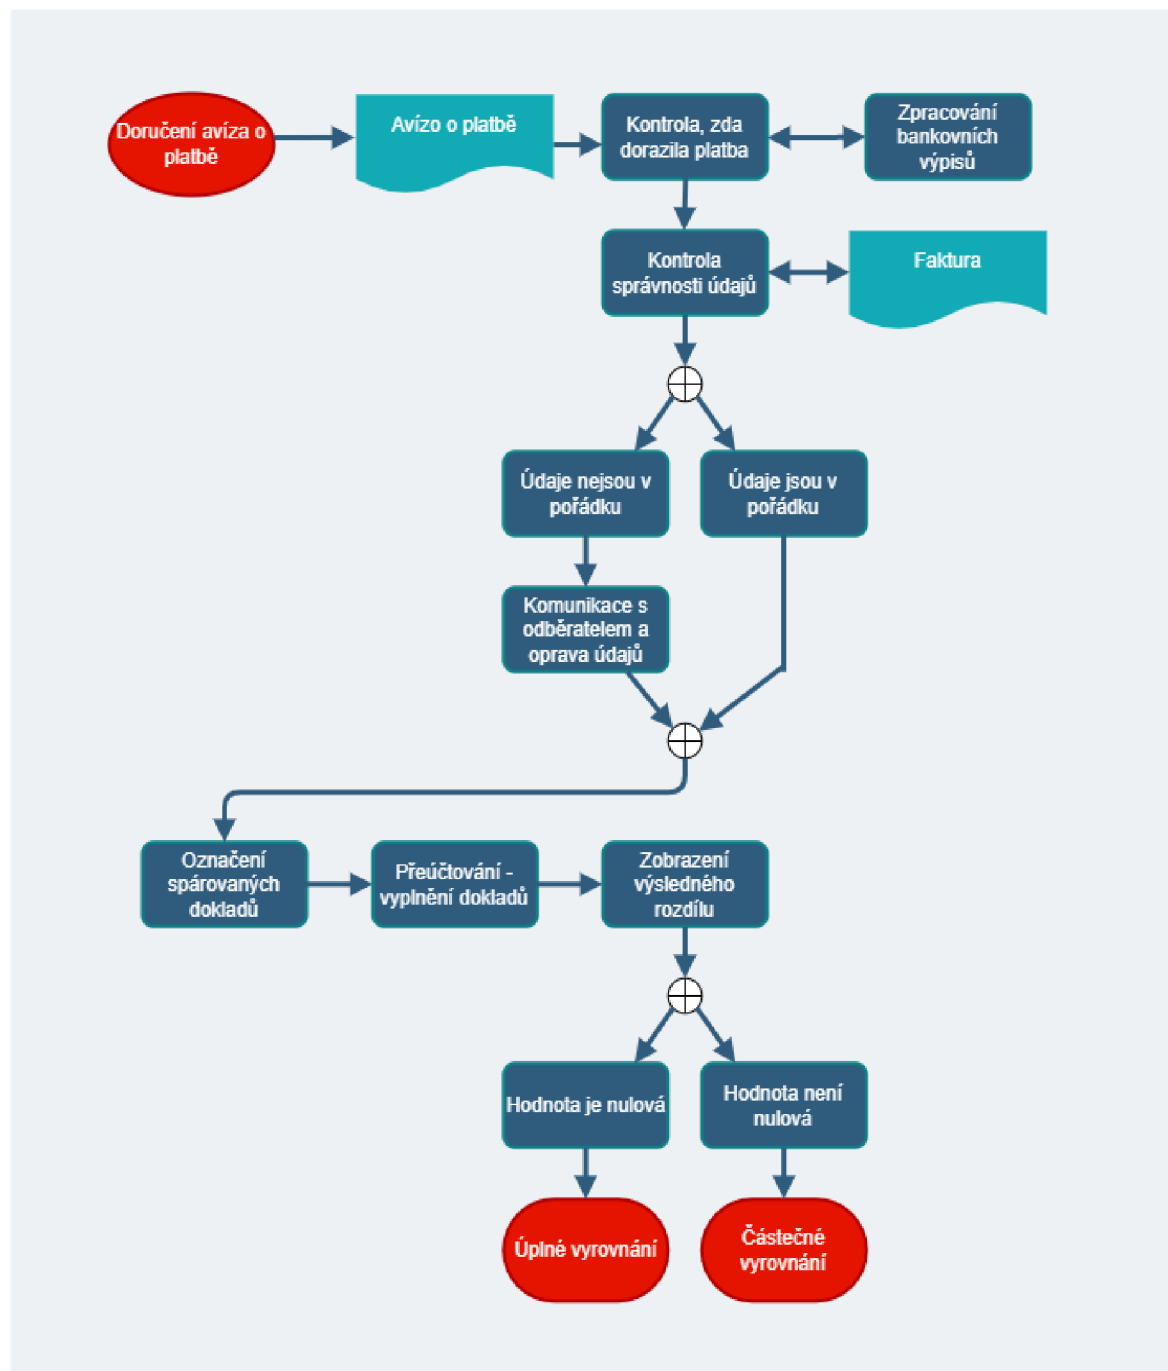 Doručení avíza o
platbě
Avízo o platbě
Kontrola, zda
dorazila platba
Zpracování
bankovních
výpisů
Kontrola
správnosti údajů
Faktura
Údaje nejsou v
pořádku
Údaje jsou v
pořádku
Komunikace s
odběratelem a
oprava údajů
Označení
spárovaných
dokladů
Přeúčtování -
vyplnění dokladů
Zobrazení
výsledného
rozdílu
Hodnota je nulová
Hodnota není
nulová
Úplné vyrovnání
Částečné
vyrovnání